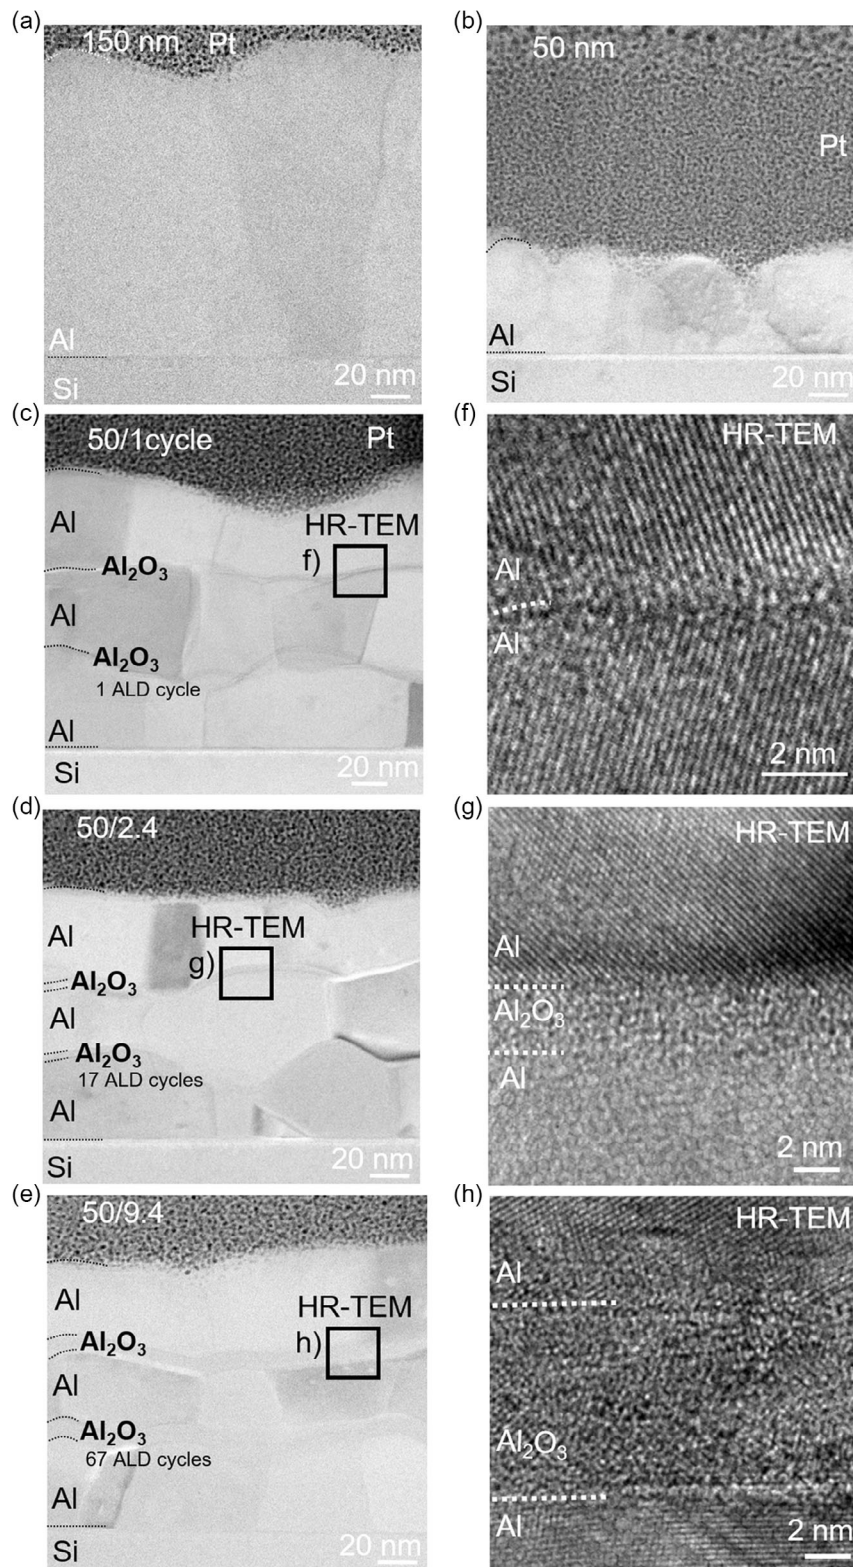 (a)
150 nm
Pt
Al
Si
20 nm
(b)
50 nm
Pt
Al
Si
20 nm
(c)
50/1cycle
Pt
Al
HR-TEM
f)
Al₂O₃
Al
Al₂O₃
1 ALD cycle
Al
Si
20 nm
(f)
HR-TEM
Al
Al
2 nm
(d)
50/2.4
Al
HR-TEM
g)
Al₂O₃
Al
Al₂O₃
17 ALD cycles
Al
Si
20 nm
(g)
HR-TEM
Al
Al₂O₃
Al
2 nm
(e)
50/9.4
Al
HR-TEM
h)
Al₂O₃
Al
Al₂O₃
67 ALD cycles
Al
Si
20 nm
(h)
HR-TEM
Al
Al₂O₃
Al
2 nm